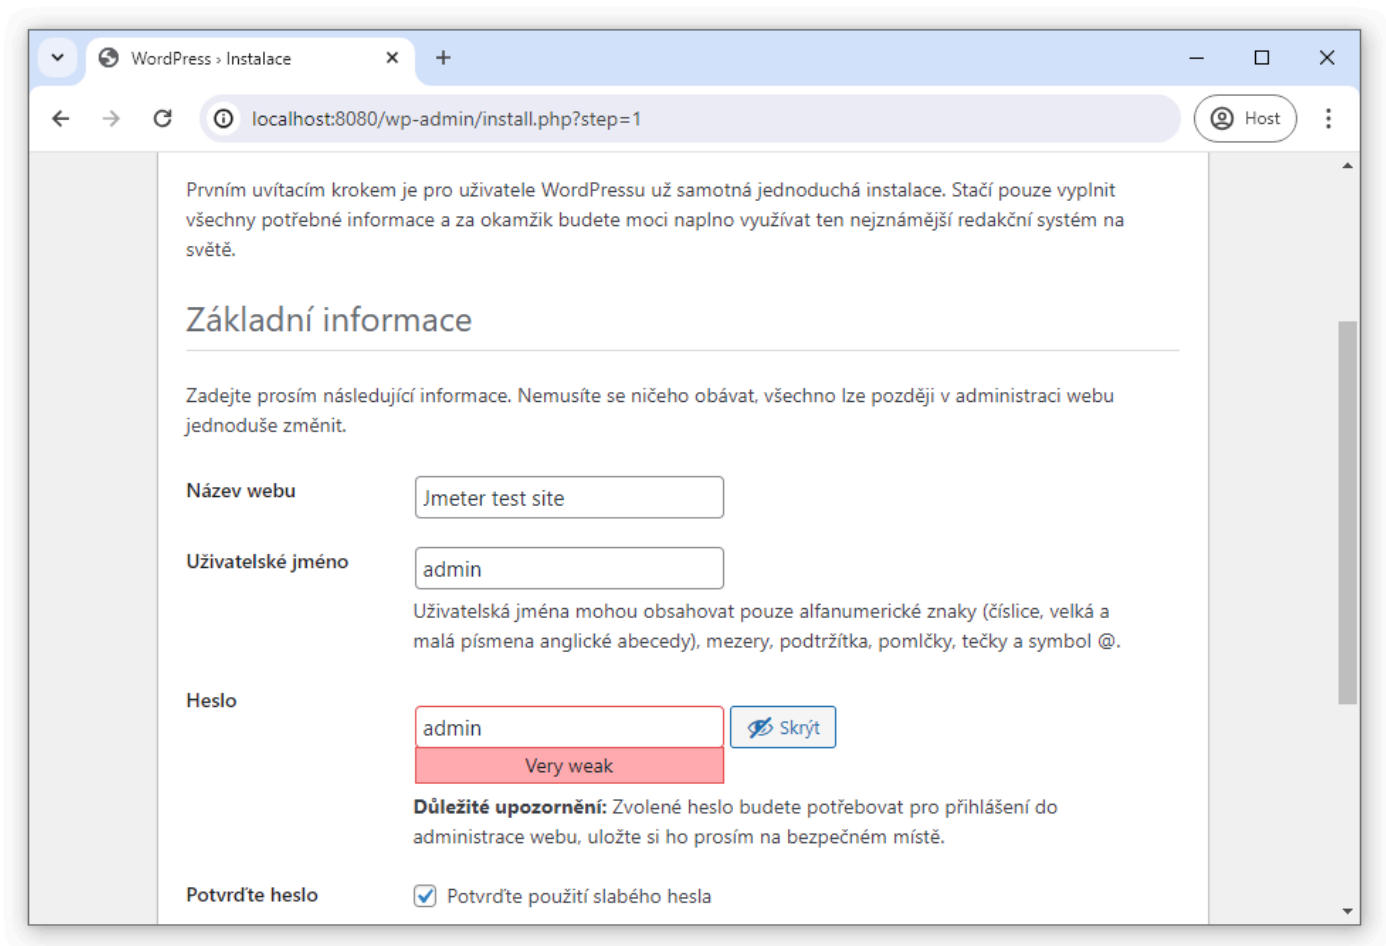 WordPress › Instalace
localhost:8080/wp-admin/install.php?step=1
Host
Prvním uvítacím krokem je pro uživatele WordPressu už samotná jednoduchá instalace. Stačí pouze vyplnit
všechny potřebné informace a za okamžik budete moci naplno využívat ten nejznámější redakční systém na
světě.
Základní informace
Zadejte prosím následující informace. Nemusíte se ničeho obávat, všechno lze později v administraci webu
jednoduše změnit.
Název webu
Jmeter test site
Uživatelské jméno
admin
Uživatelská jména mohou obsahovat pouze alfanumerické znaky (číslice, velká a
malá písmena anglické abecedy), mezery, podtržítka, pomlčky, tečky a symbol @.
Heslo
admin
Skrýt
Very weak
Důležité upozornění: Zvolené heslo budete potřebovat pro přihlášení do
administrace webu, uložte si ho prosím na bezpečném místě.
Potvrďte heslo
Potvrďte použití slabého hesla